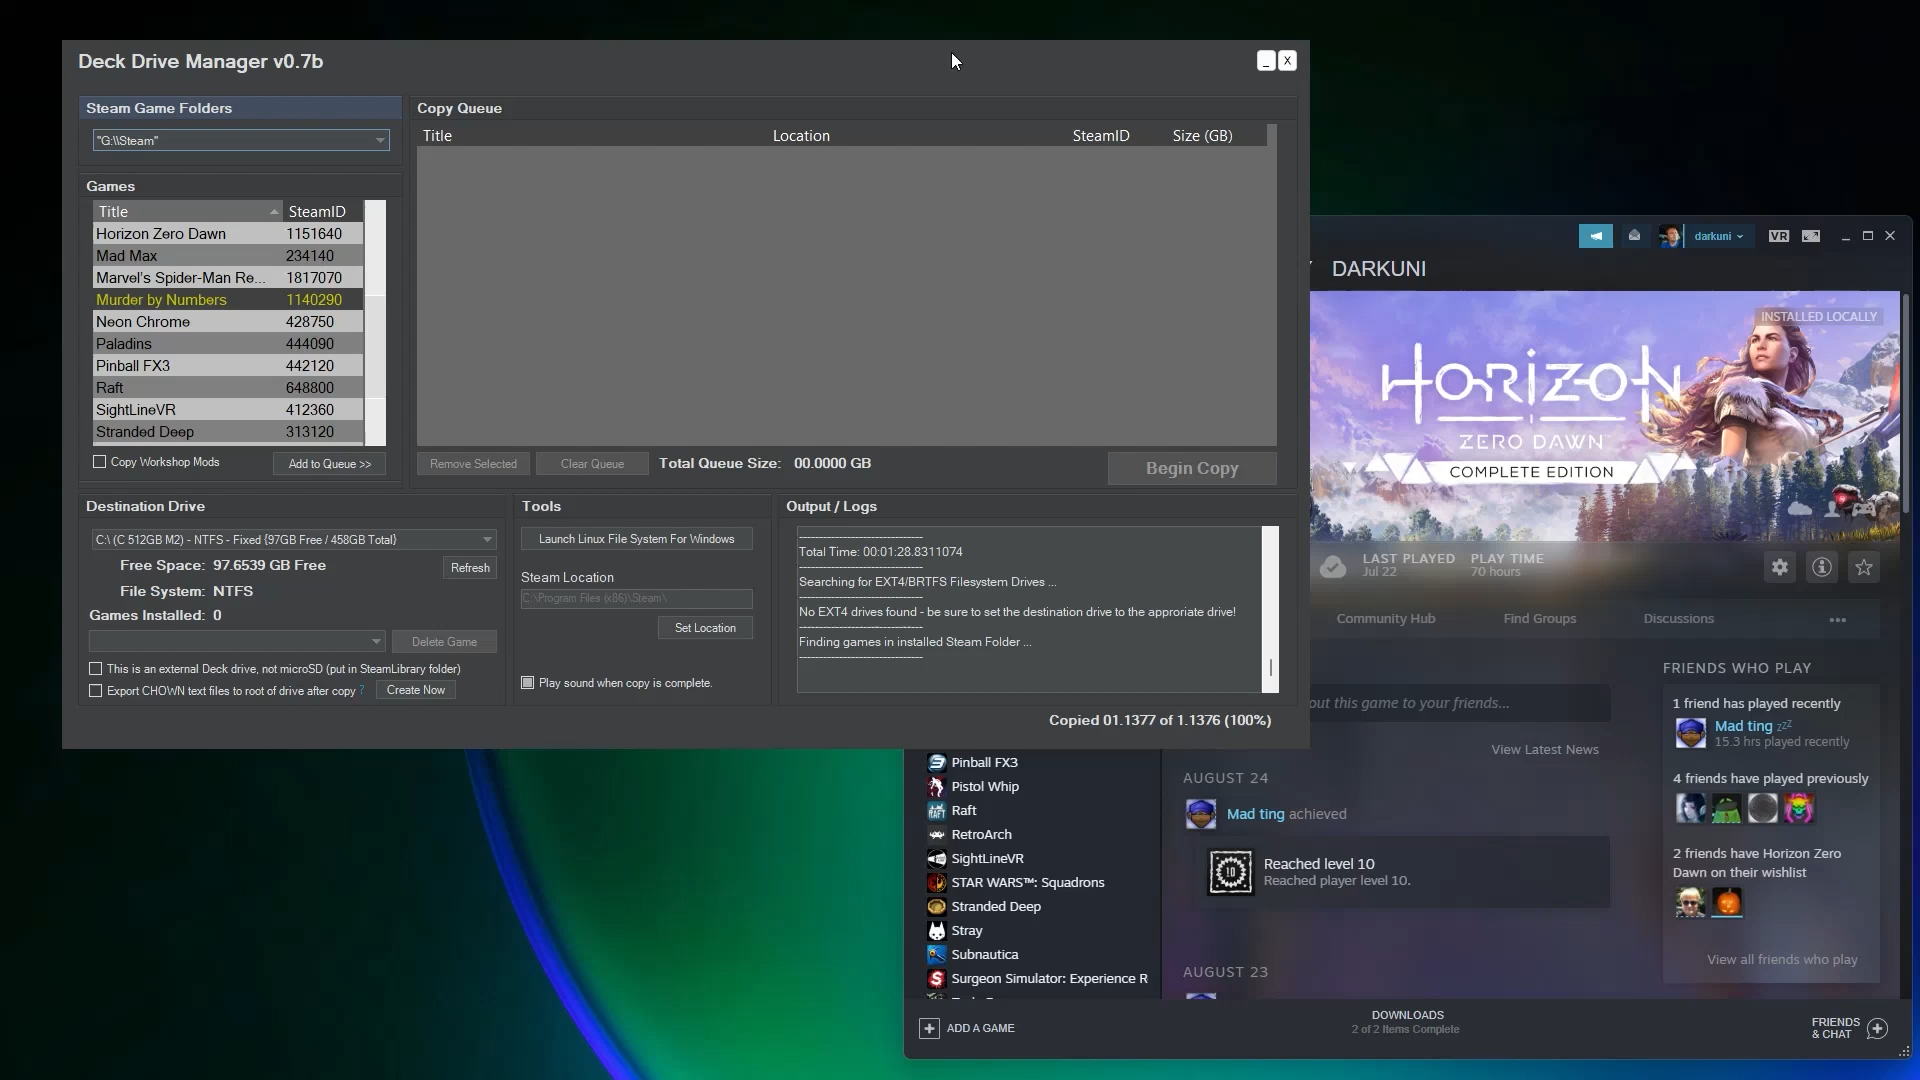 Deck Drive Manager v0.7b
_ X
Steam Game Folders
"G:\\Steam"
Games
Title SteamID
Horizon Zero Dawn 1151640
Mad Max 234140
Marvel's Spider-Man Re... 1817070
Murder by Numbers 1140290
Neon Chrome 428750
Paladins 444090
Pinball FX3 442120
Raft 648800
SightLineVR 412360
Stranded Deep 313120
Copy Workshop Mods
Add to Queue >>
Copy Queue
Title Location SteamID Size (GB)
Remove Selected Clear Queue Total Queue Size: 00.0000 GB
Begin Copy
Destination Drive
C:\ (C 512GB M2) - NTFS - Fixed {97GB Free / 458GB Total}
Free Space: 97.6539 GB Free
Refresh
File System: NTFS
Games Installed: 0
Delete Game
This is an external Deck drive, not microSD (put in SteamLibrary folder)
Export CHOWN text files to root of drive after copy ?
Create Now
Tools
Launch Linux File System For Windows
Steam Location
C:\Program Files (x86)\Steam\
Set Location
Play sound when copy is complete.
Output / Logs
Total Time: 00:01:28.8311074
Searching for EXT4/BRTFS Filesystem Drives ...
No EXT4 drives found - be sure to set the destination drive to the approriate drive!
Finding games in installed Steam Folder ...
Copied 01.1377 of 1.1376 (100%)
darkuni
VR
DARKUNI
INSTALLED LOCALLY
HORIZON
ZERO DAWN™
COMPLETE EDITION
LAST PLAYED
Jul 22
PLAY TIME
70 hours
Community Hub Find Groups Discussions
out this game to your friends...
View Latest News
AUGUST 24
Mad ting achieved
Reached level 10
Reached player level 10.
AUGUST 23
FRIENDS WHO PLAY
1 friend has played recently
Mad ting zzZ
15.3 hrs played recently
4 friends have played previously
2 friends have Horizon Zero
Dawn on their wishlist
View all friends who play
Pinball FX3
Pistol Whip
Raft
RetroArch
SightLineVR
STAR WARS™: Squadrons
Stranded Deep
Stray
Subnautica
Surgeon Simulator: Experience R
ADD A GAME
DOWNLOADS
2 of 2 Items Complete
FRIENDS
& CHAT